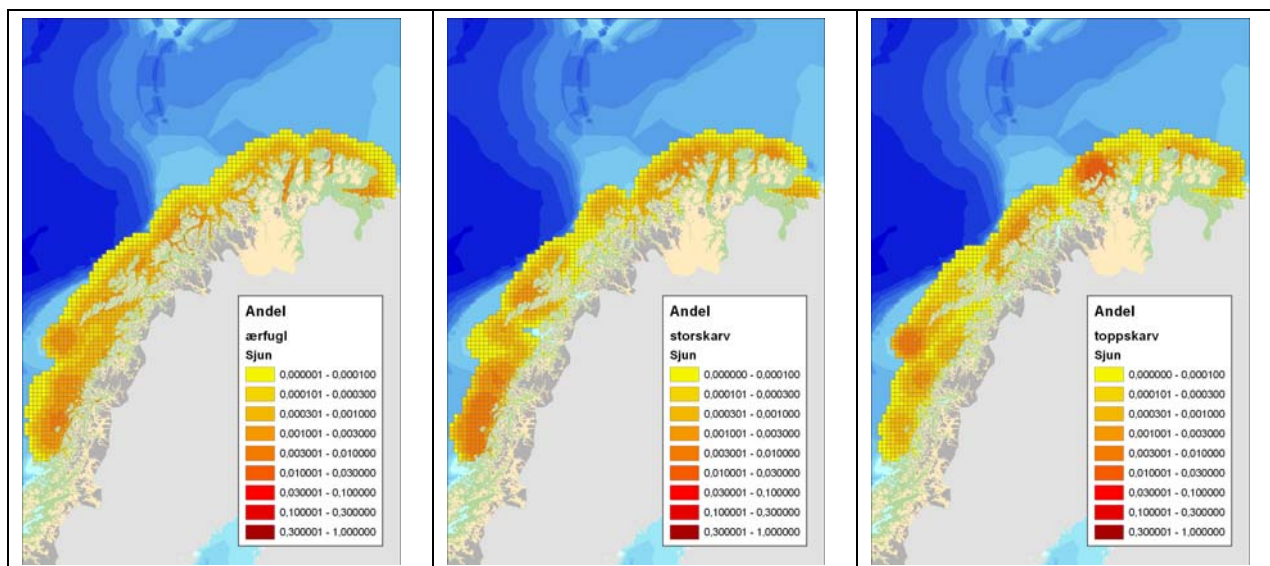 Andel
ærfugl
Sjun
0,000001 - 0,000100
0,000101 - 0,000300
0,000301 - 0,001000
0,001001 - 0,003000
0,003001 - 0,010000
0,010001 - 0,030000
0,030001 - 0,100000
0,100001 - 0,300000
0,300001 - 1,000000
Andel
storskarv
Sjun
0,000000 - 0,000100
0,000101 - 0,000300
0,000301 - 0,001000
0,001001 - 0,003000
0,003001 - 0,010000
0,010001 - 0,030000
0,030001 - 0,100000
0,100001 - 0,300000
0,300001 - 1,000000
Andel
toppskarv
Sjun
0,000000 - 0,000100
0,000101 - 0,000300
0,000301 - 0,001000
0,001001 - 0,003000
0,003001 - 0,010000
0,010001 - 0,030000
0,030001 - 0,100000
0,100001 - 0,300000
0,300001 - 1,000000